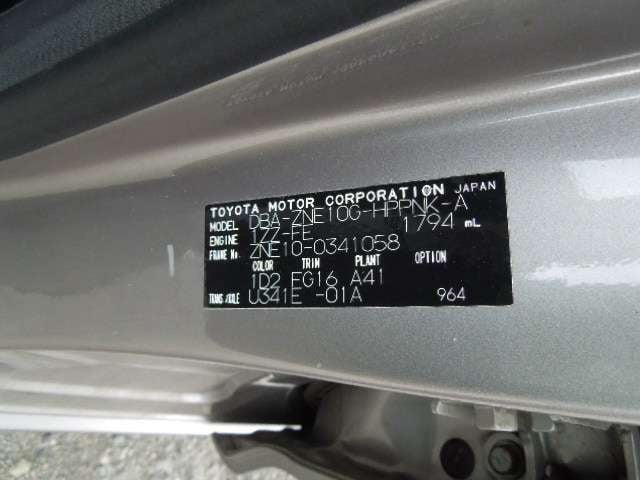 TOYOTA MOTOR CORPORATION JAPAN
MODEL DBA-ZNE10G-HPPNK-A
ENGINE 1ZZ-FE 1794 mL
FRAME No. ZNE10-0341058
COLOR TRIM PLANT OPTION
1D2 EG16 A41
TRANS/AXLE U341E -01A 964